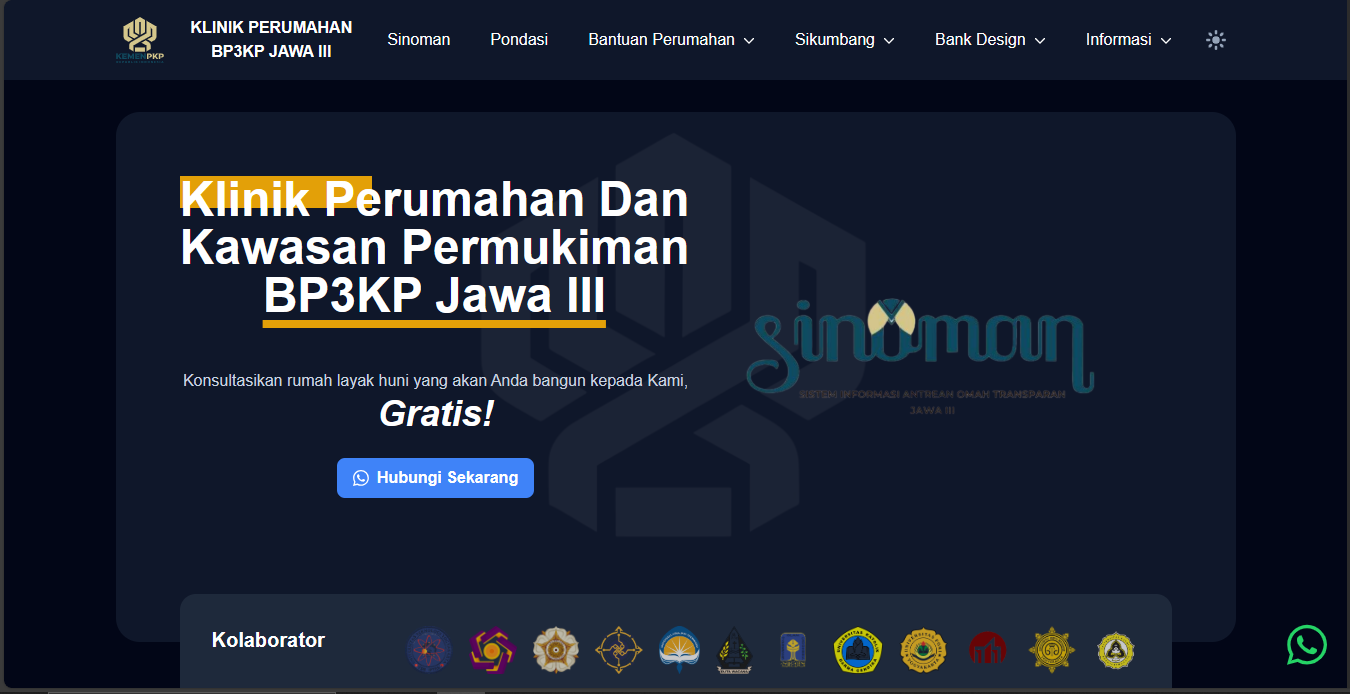 KLINIK PERUMAHAN
BP3KP JAWA III
Sinoman
Pondasi
Bantuan Perumahan
Sikumbang
Bank Design
Informasi
KEMENPKP
Klinik Perumahan Dan
Kawasan Permukiman
BP3KP Jawa III
Konsultasikan rumah layak huni yang akan Anda bangun kepada Kami,
Gratis!
Hubungi Sekarang
sinoman
SISTEM INFORMASI ANTREAN OMAH TRANSPARAN
JAWA III
Kolaborator